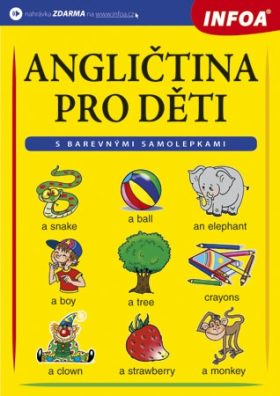 nahrávka ZDARMA na www.infoa.cz
INFOA®
ANGLIČTINA
PRO DĚTI
S BAREVNÝMI SAMOLEPKAMI
a snake
a ball
an elephant
a boy
a tree
crayons
a clown
a strawberry
a monkey